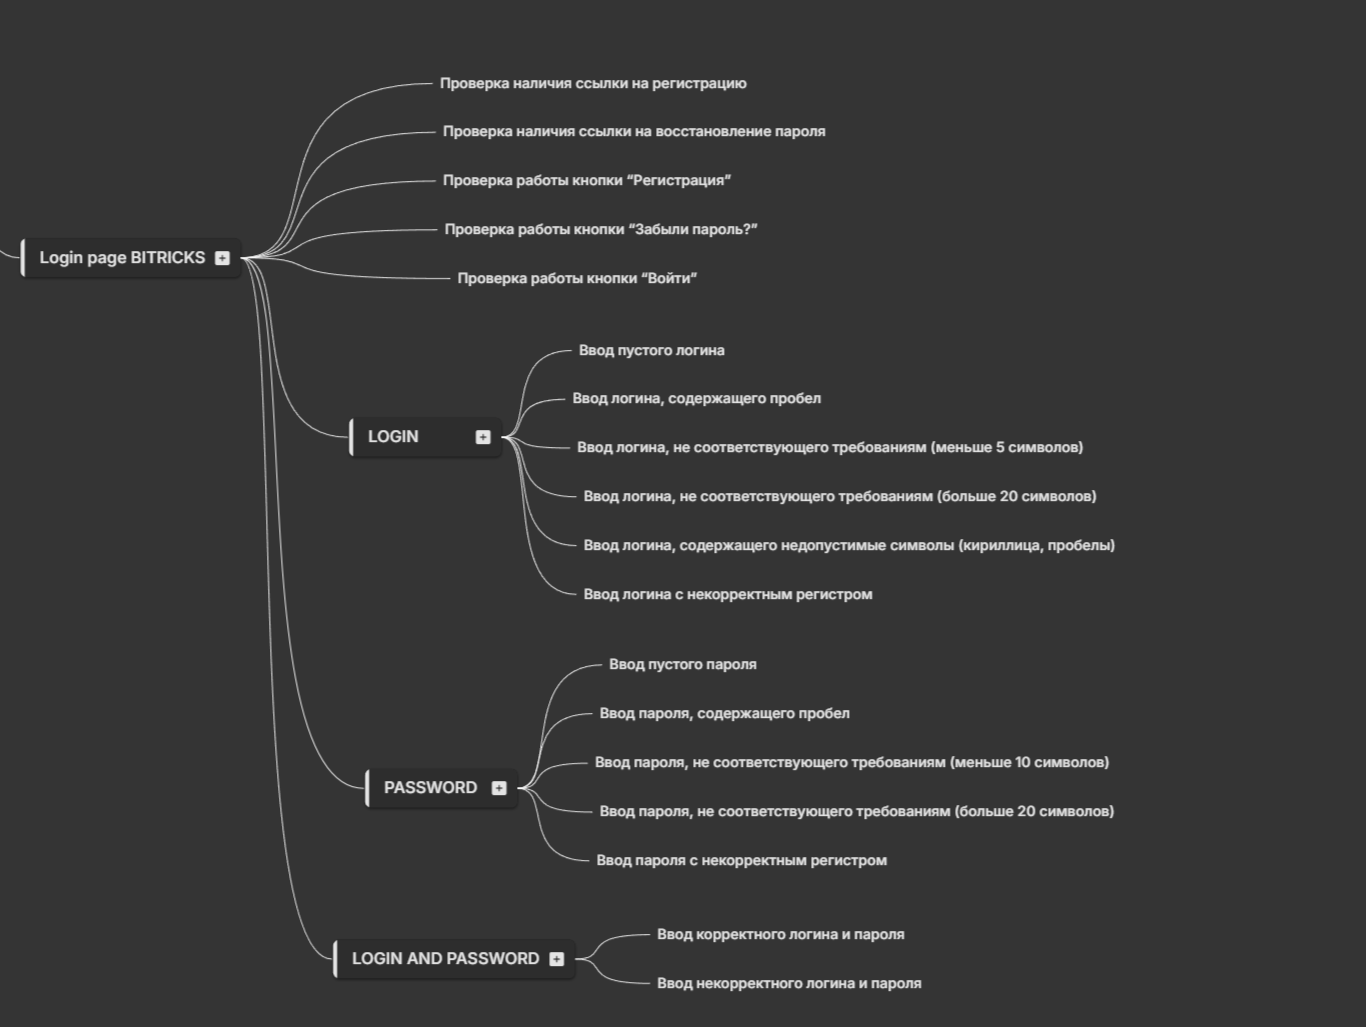 Проверка наличия ссылки на регистрацию
Проверка наличия ссылки на восстановление пароля
Проверка работы кнопки “Регистрация”
Проверка работы кнопки “Забыли пароль?”
Login page BITRICKS
Проверка работы кнопки “Войти”
Ввод пустого логина
Ввод логина, содержащего пробел
LOGIN
Ввод логина, не соответствующего требованиям (меньше 5 символов)
Ввод логина, не соответствующего требованиям (больше 20 символов)
Ввод логина, содержащего недопустимые символы (кириллица, пробелы)
Ввод логина с некорректным регистром
Ввод пустого пароля
Ввод пароля, содержащего пробел
Ввод пароля, не соответствующего требованиям (меньше 10 символов)
PASSWORD
Ввод пароля, не соответствующего требованиям (больше 20 символов)
Ввод пароля с некорректным регистром
Ввод корректного логина и пароля
LOGIN AND PASSWORD
Ввод некорректного логина и пароля